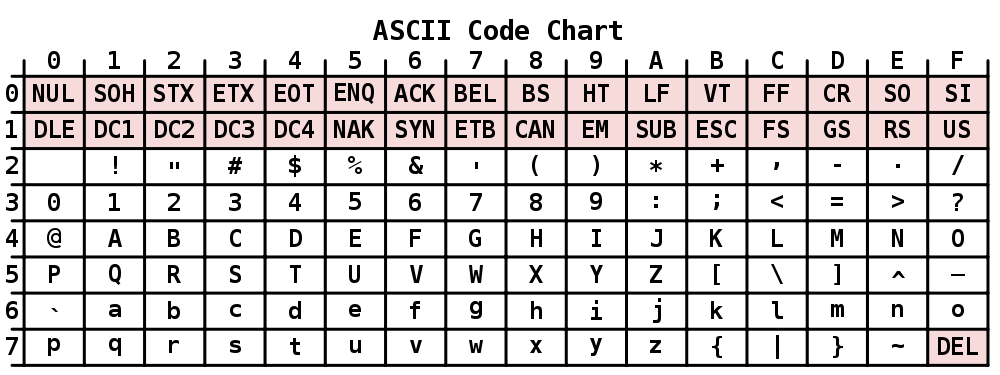 ASCII Code Chart
0 1 2 3 4 5 6 7 8 9 A B C D E F
0 NUL SOH STX ETX EOT ENQ ACK BEL BS HT LF VT FF CR SO SI
1 DLE DC1 DC2 DC3 DC4 NAK SYN ETB CAN EM SUB ESC FS GS RS US
2 ! " # $ % & ' ( ) * + , - . /
3 0 1 2 3 4 5 6 7 8 9 : ; < = > ?
4 @ A B C D E F G H I J K L M N O
5 P Q R S T U V W X Y Z [ \ ] ^ _
6 ` a b c d e f g h i j k l m n o
7 p q r s t u v w x y z { | } ~ DEL